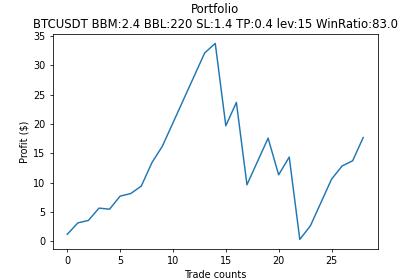 Portfolio
BTCUSDT BBM:2.4 BBL:220 SL:1.4 TP:0.4 lev:15 WinRatio:83.0
35
30
25
20
15
10
5
0
Profit ($)
0 5 10 15 20 25
Trade counts